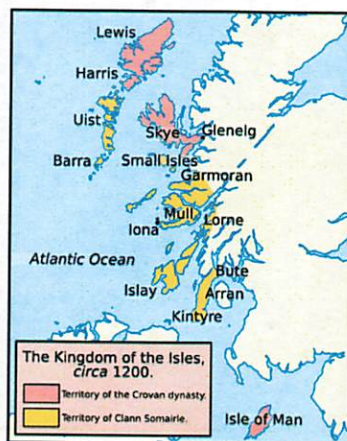 Lewis
Harris
Uist
Skye
Glenelg
Barra
Small Isles
Garmoran
Mull
Iona
Lorne
Atlantic Ocean
Bute
Islay
Arran
Kintyre
The Kingdom of the Isles,
circa 1200.
Territory of the Crovan dynasty.
Territory of Clann Somairle.
Isle of Man